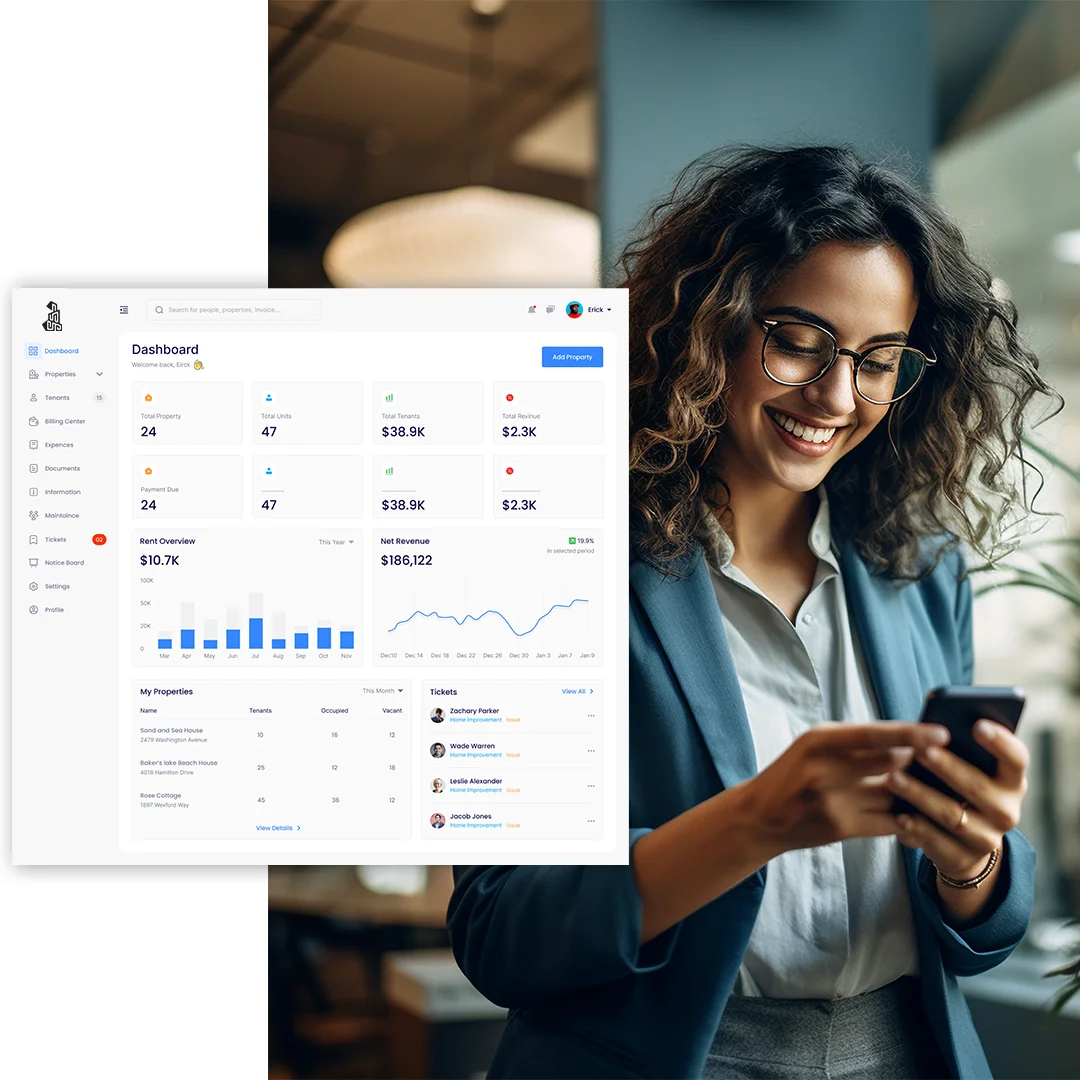 Search for people, properties, invoice...
Erick
Dashboard
Properties
Tenants 15
Billing Center
Expences
Documents
Information
Maintaince
Tickets 02
Notice Board
Settings
Profile
Dashboard
Welcome back, Eirck
Add Proparty
Total Property
24
Total Units
47
Total Tenants
$38.9K
Total Revinue
$2.3K
Payment Due
24
47
$38.9K
$2.3K
Rent Overview
This Year
$10.7K
100K
50K
20K
0
Mar Apr May Jun Jul Aug Sep Oct Nov
Net Revenue
19.9%
in selected period
$186,122
Dec10 Dec 14 Dec 18 Dec 22 Dec 26 Dec 30 Jan 3 Jan 7 Jan 9
My Properties
This Month
Name Tenants Occupied Vacant
Sand and Sea House
2479 Washington Avenue
10 16 12
Baker's lake Beach House
4018 Hamilton Drive
25 12 18
Rose Cottage
1897 Wexford Way
45 36 12
View Details
Tickets
View All
Zachary Parker
Home Improvement Issue
Wade Warren
Home Improvement Issue
Leslie Alexander
Home Improvement Issue
Jacob Jones
Home Improvement Issue